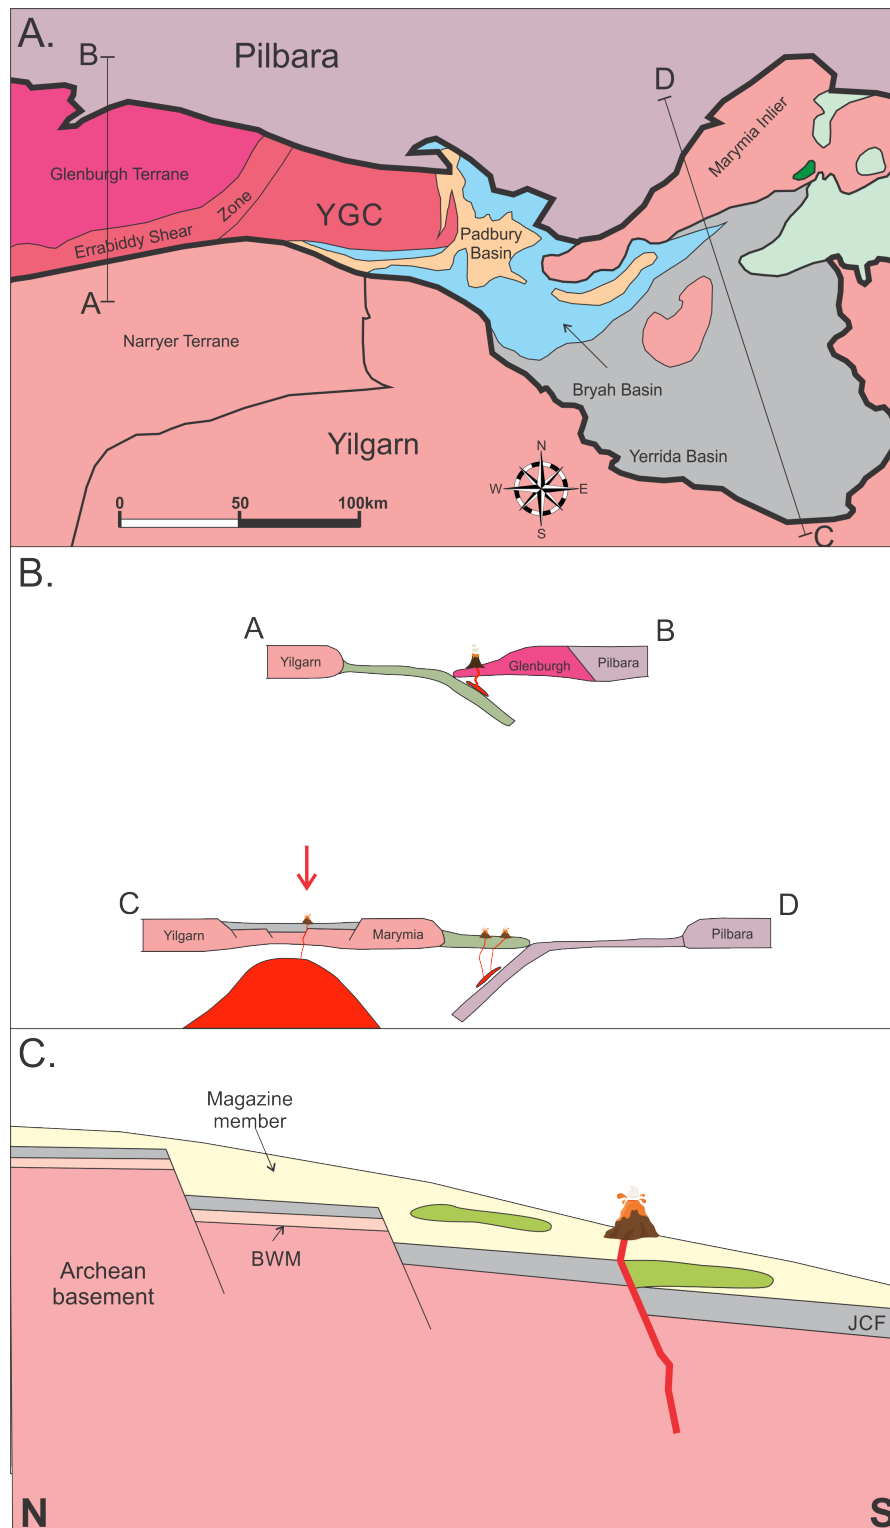 A.
B
Pilbara
D
Marymia Inlier
Glenburgh Terrane
Zone
YGC
Errabiddy Shear
Padbury
Basin
A
Narryer Terrane
Bryah Basin
Yilgarn
Yerrida Basin
N
W
E
S
0
50
100km
C
B.
A
B
Yilgarn
Glenburgh
Pilbara
C
D
Yilgarn
Marymia
Pilbara
C.
Magazine
member
BWM
Archean
basement
JCF
N
S